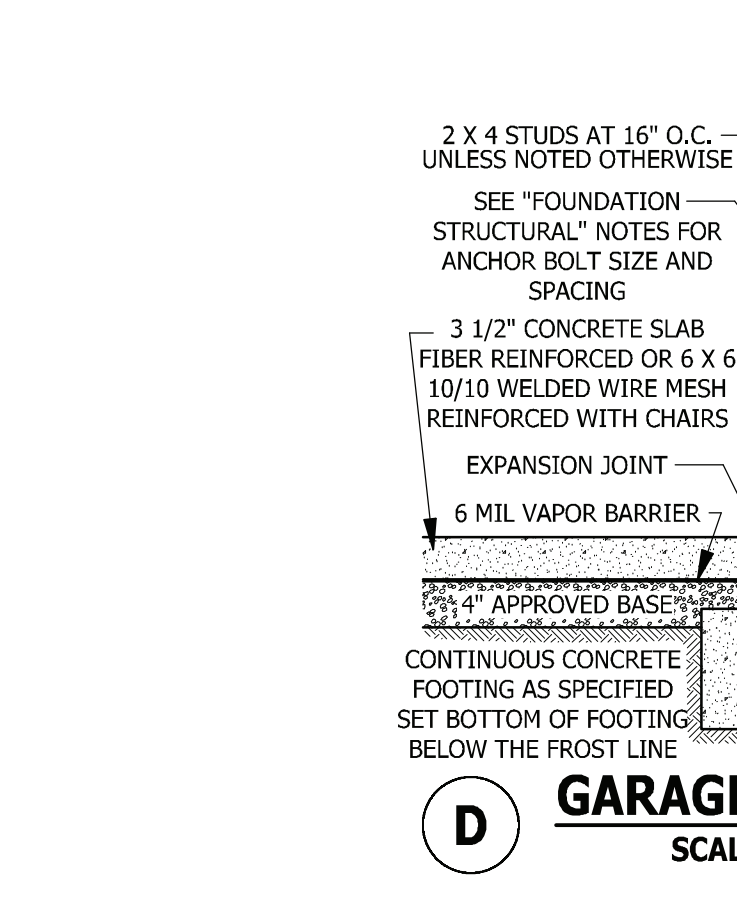 2 X 4 STUDS AT 16" O.C.
UNLESS NOTED OTHERWISE
SEE "FOUNDATION
STRUCTURAL" NOTES FOR
ANCHOR BOLT SIZE AND
SPACING
3 1/2" CONCRETE SLAB
FIBER REINFORCED OR 6 X 6
10/10 WELDED WIRE MESH
REINFORCED WITH CHAIRS
EXPANSION JOINT
6 MIL VAPOR BARRIER
4" APPROVED BASE
CONTINUOUS CONCRETE
FOOTING AS SPECIFIED
SET BOTTOM OF FOOTING
BELOW THE FROST LINE
D
GARAGE
SCAL